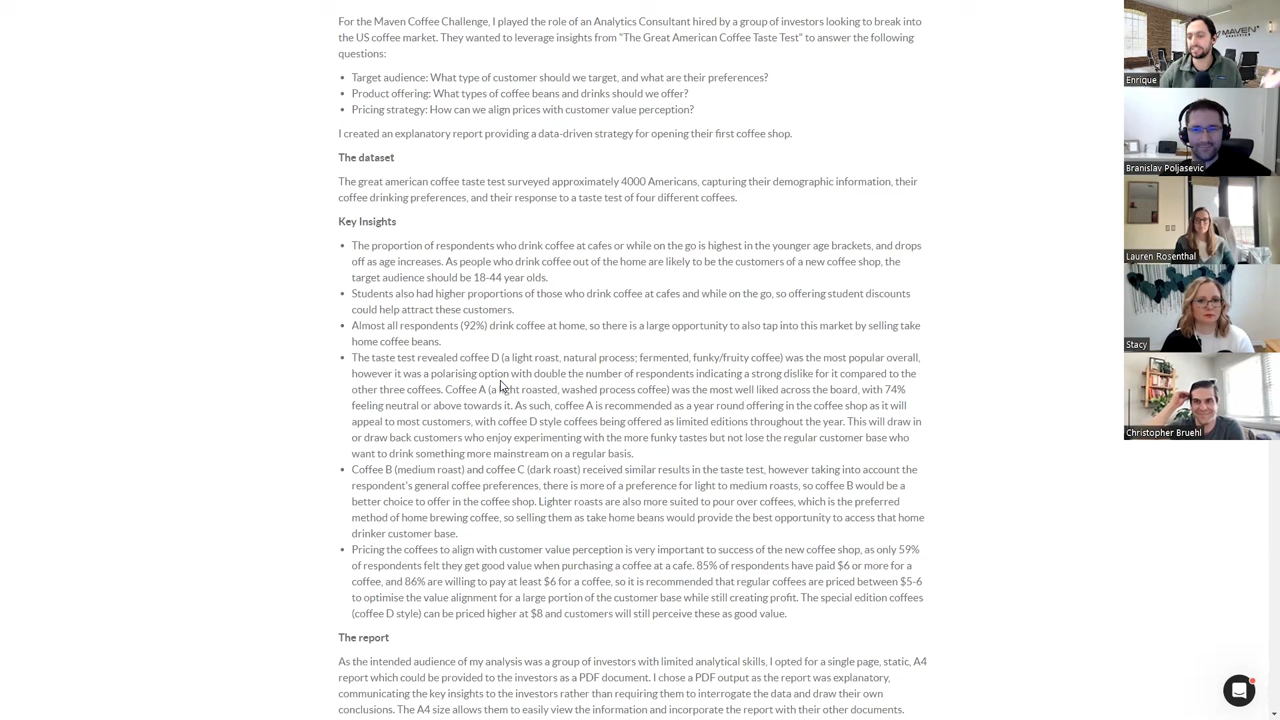 For the Maven Coffee Challenge, I played the role of an Analytics Consultant hired by a group of investors looking to break into
the US coffee market. They wanted to leverage insights from "The Great American Coffee Taste Test" to answer the following
questions:
• Target audience: What type of customer should we target, and what are their preferences?
• Product offering: What types of coffee beans and drinks should we offer?
• Pricing strategy: How can we align prices with customer value perception?
I created an explanatory report providing a data-driven strategy for opening their first coffee shop.
The dataset
The great american coffee taste test surveyed approximately 4000 Americans, capturing their demographic information, their
coffee drinking preferences, and their response to a taste test of four different coffees.
Key Insights
• The proportion of respondents who drink coffee at cafes or while on the go is highest in the younger age brackets, and drops
off as age increases. As people who drink coffee out of the home are likely to be the customers of a new coffee shop, the
target audience should be 18-44 year olds.
• Students also had higher proportions of those who drink coffee at cafes and while on the go, so offering student discounts
could help attract these customers.
• Almost all respondents (92%) drink coffee at home, so there is a large opportunity to also tap into this market by selling take
home coffee beans.
• The taste test revealed coffee D (a light roast, natural process; fermented, funky/fruity coffee) was the most popular overall,
however it was a polarising option with double the number of respondents indicating a strong dislike for it compared to the
other three coffees. Coffee A (a light roasted, washed process coffee) was the most well liked across the board, with 74%
feeling neutral or above towards it. As such, coffee A is recommended as a year round offering in the coffee shop as it will
appeal to most customers, with coffee D style coffees being offered as limited editions throughout the year. This will draw in
or draw back customers who enjoy experimenting with the more funky tastes but not lose the regular customer base who
want to drink something more mainstream on a regular basis.
• Coffee B (medium roast) and coffee C (dark roast) received similar results in the taste test, however taking into account the
respondent's general coffee preferences, there is more of a preference for light to medium roasts, so coffee B would be a
better choice to offer in the coffee shop. Lighter roasts are also more suited to pour over coffees, which is the preferred
method of home brewing coffee, so selling them as take home beans would provide the best opportunity to access that home
drinker customer base.
• Pricing the coffees to align with customer value perception is very important to success of the new coffee shop, as only 59%
of respondents felt they get good value when purchasing a coffee at a cafe. 85% of respondents have paid $6 or more for a
coffee, and 86% are willing to pay at least $6 for a coffee, so it is recommended that regular coffees are priced between $5-6
to optimise the value alignment for a large portion of the customer base while still creating profit. The special edition coffees
(coffee D style) can be priced higher at $8 and customers will still perceive these as good value.
The report
As the intended audience of my analysis was a group of investors with limited analytical skills, I opted for a single page, static, A4
report which could be provided to the investors as a PDF document. I chose a PDF output as the report was explanatory,
communicating the key insights to the investors rather than requiring them to interrogate the data and draw their own
conclusions. The A4 size allows them to easily view the information and incorporate the report with their other documents.
MAVEN
Enrique
Branislav Poljasevic
Lauren Rosenthal
Stacy
Christopher Bruehl